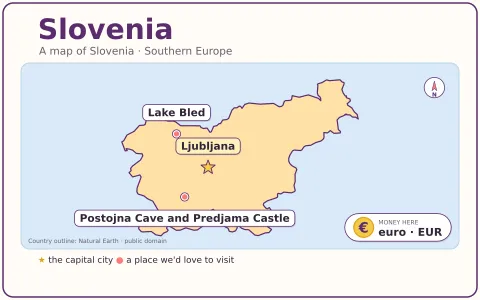 Slovenia
A map of Slovenia · Southern Europe
N
Lake Bled
Ljubljana
Postojna Cave and Predjama Castle
€
MONEY HERE
euro · EUR
Country outline: Natural Earth · public domain
★ the capital city ● a place we'd love to visit